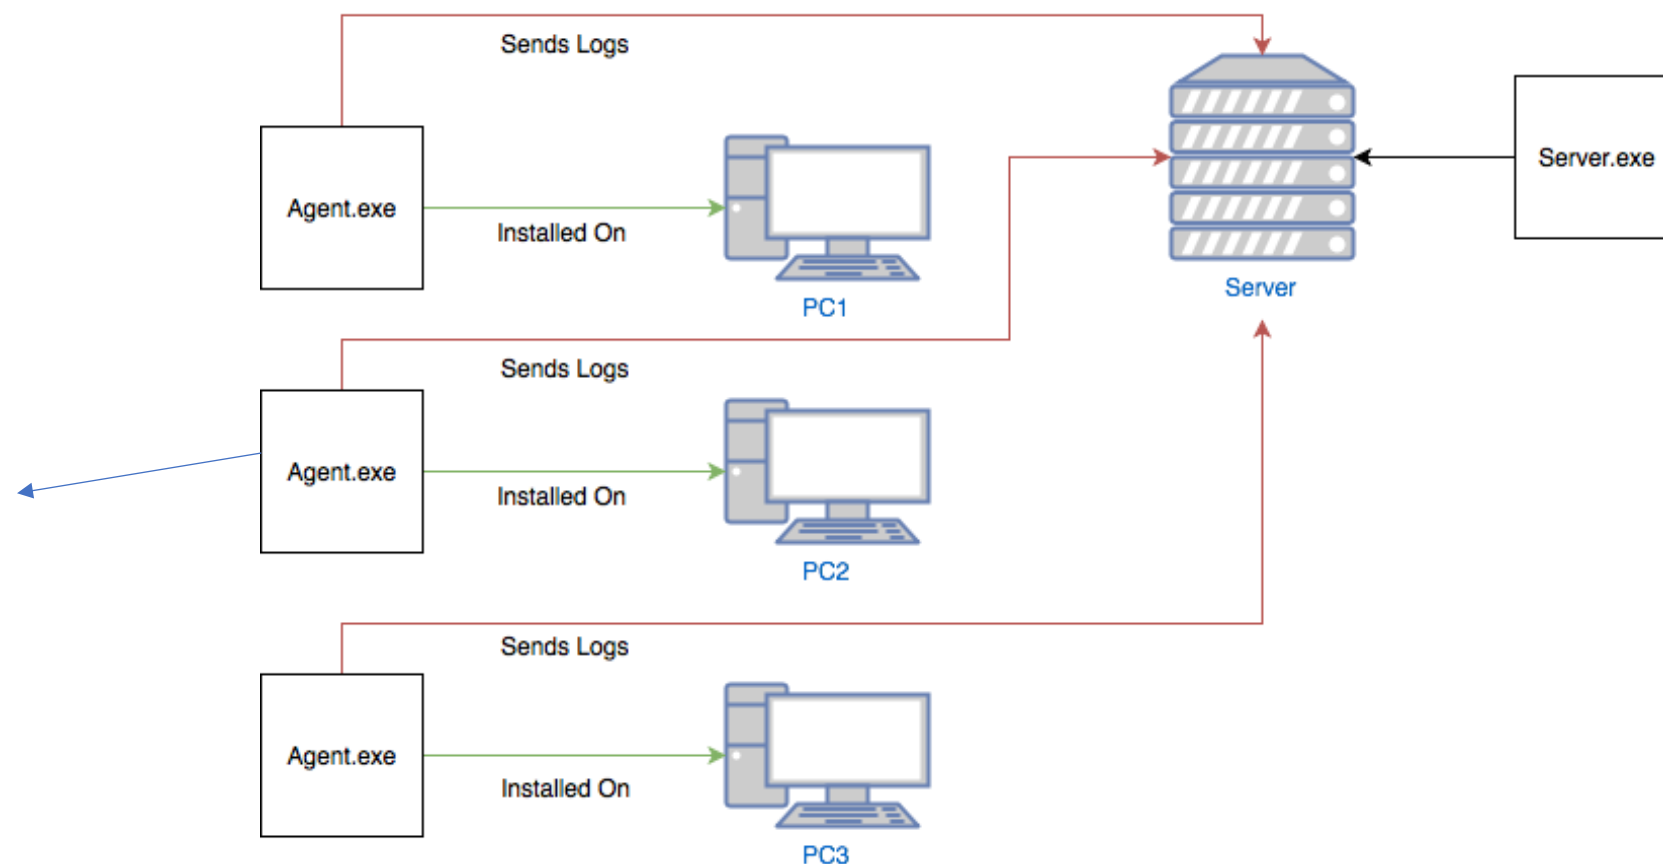 Sends Logs
Agent.exe
Installed On
PC1
Server
Server.exe
Sends Logs
Agent.exe
Installed On
PC2
Sends Logs
Agent.exe
Installed On
PC3